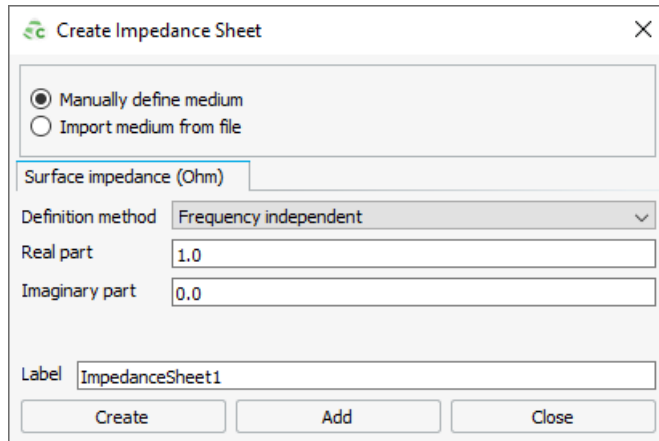 Create Impedance Sheet
Manually define medium
Import medium from file
Surface impedance (Ohm)
Definition method Frequency independent
Real part 1.0
Imaginary part 0.0
Label ImpedanceSheet1
Create Add Close